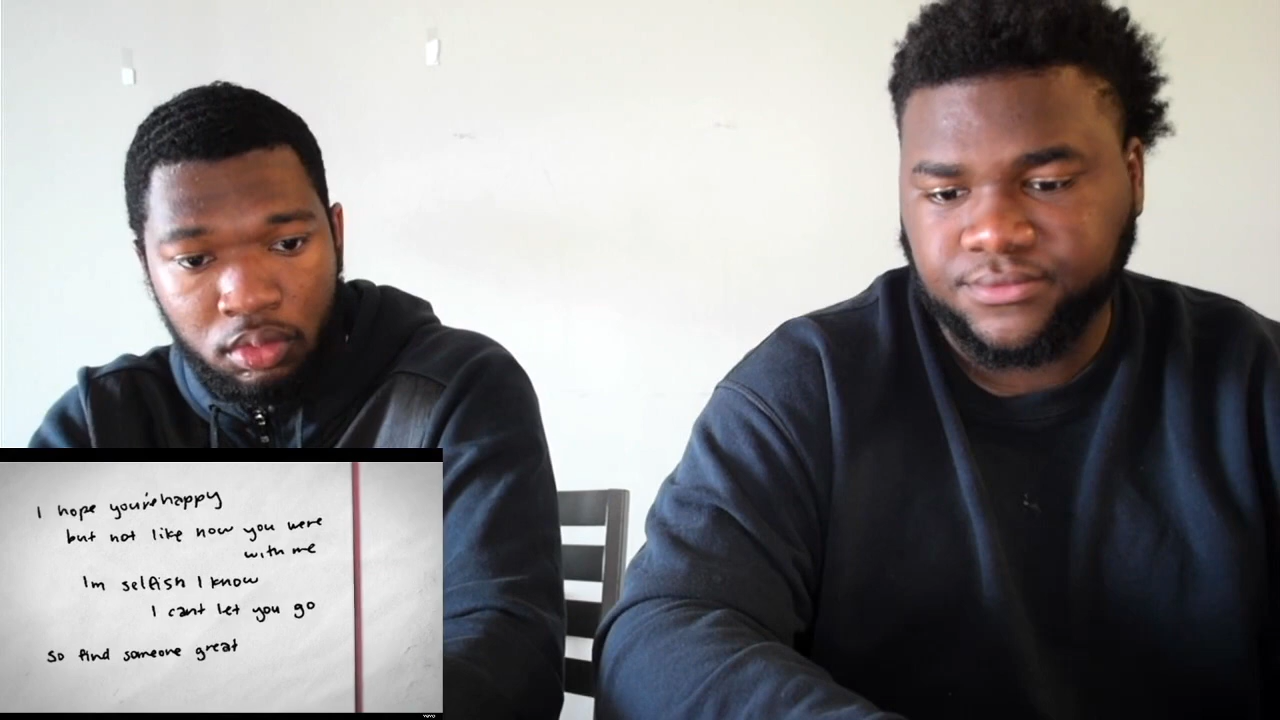 I hope you're happy
but not like how you were
with me
Im selfish I know
I cant let you go
so find someone great
vevo